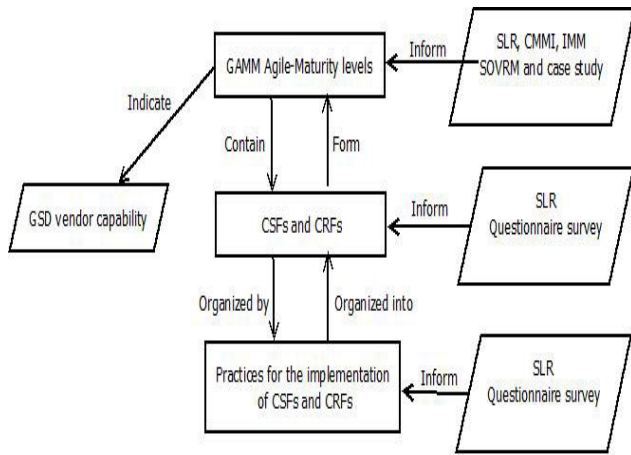 Inform
SLR, CMMI, IMM
SOVRM and case study
GAMM Agile-Maturity levels
Indicate
Contain
Form
GSD vendor capability
CSFs and CRFs
Inform
SLR
Questionnaire survey
Organized by
Organized into
Practices for the implementation
of CSFs and CRFs
Inform
SLR
Questionnaire survey